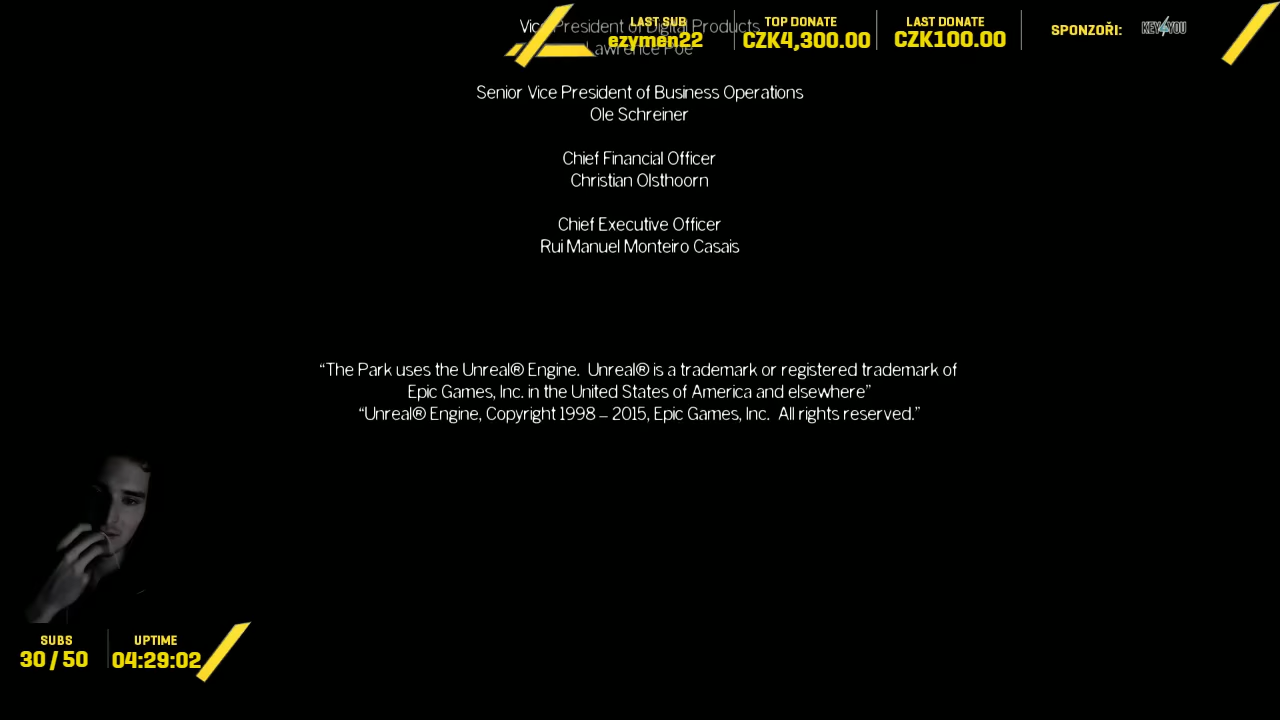 Vice President of Digital Products
Lawrence Poe
LAST SUB
ezymen22
TOP DONATE
CZK4,300.00
LAST DONATE
CZK100.00
SPONZOŘI:
KEY4YOU
Senior Vice President of Business Operations
Ole Schreiner
Chief Financial Officer
Christian Olsthoorn
Chief Executive Officer
Rui Manuel Monteiro Casais
“The Park uses the Unreal® Engine. Unreal® is a trademark or registered trademark of
Epic Games, Inc. in the United States of America and elsewhere”
“Unreal® Engine, Copyright 1998 – 2015, Epic Games, Inc. All rights reserved.”
SUBS
30 / 50
UPTIME
04:29:02